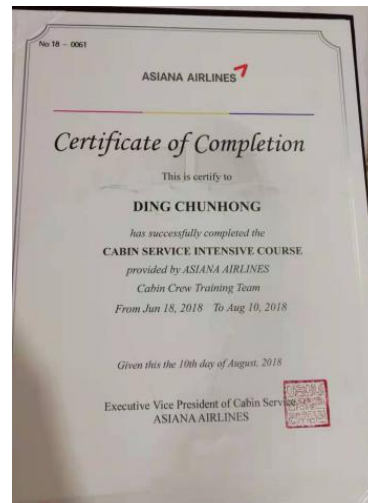 No 18 - 0061
ASIANA AIRLINES
Certificate of Completion
This is certify to
DING CHUNHONG
has successfully completed the
CABIN SERVICE INTENSIVE COURSE
provided by ASIANA AIRLINES
Cabin Crew Training Team
From Jun 18, 2018 To Aug 10, 2018
Given this the 10th day of August. 2018
Executive Vice President of Cabin Service
ASIANA AIRLINES